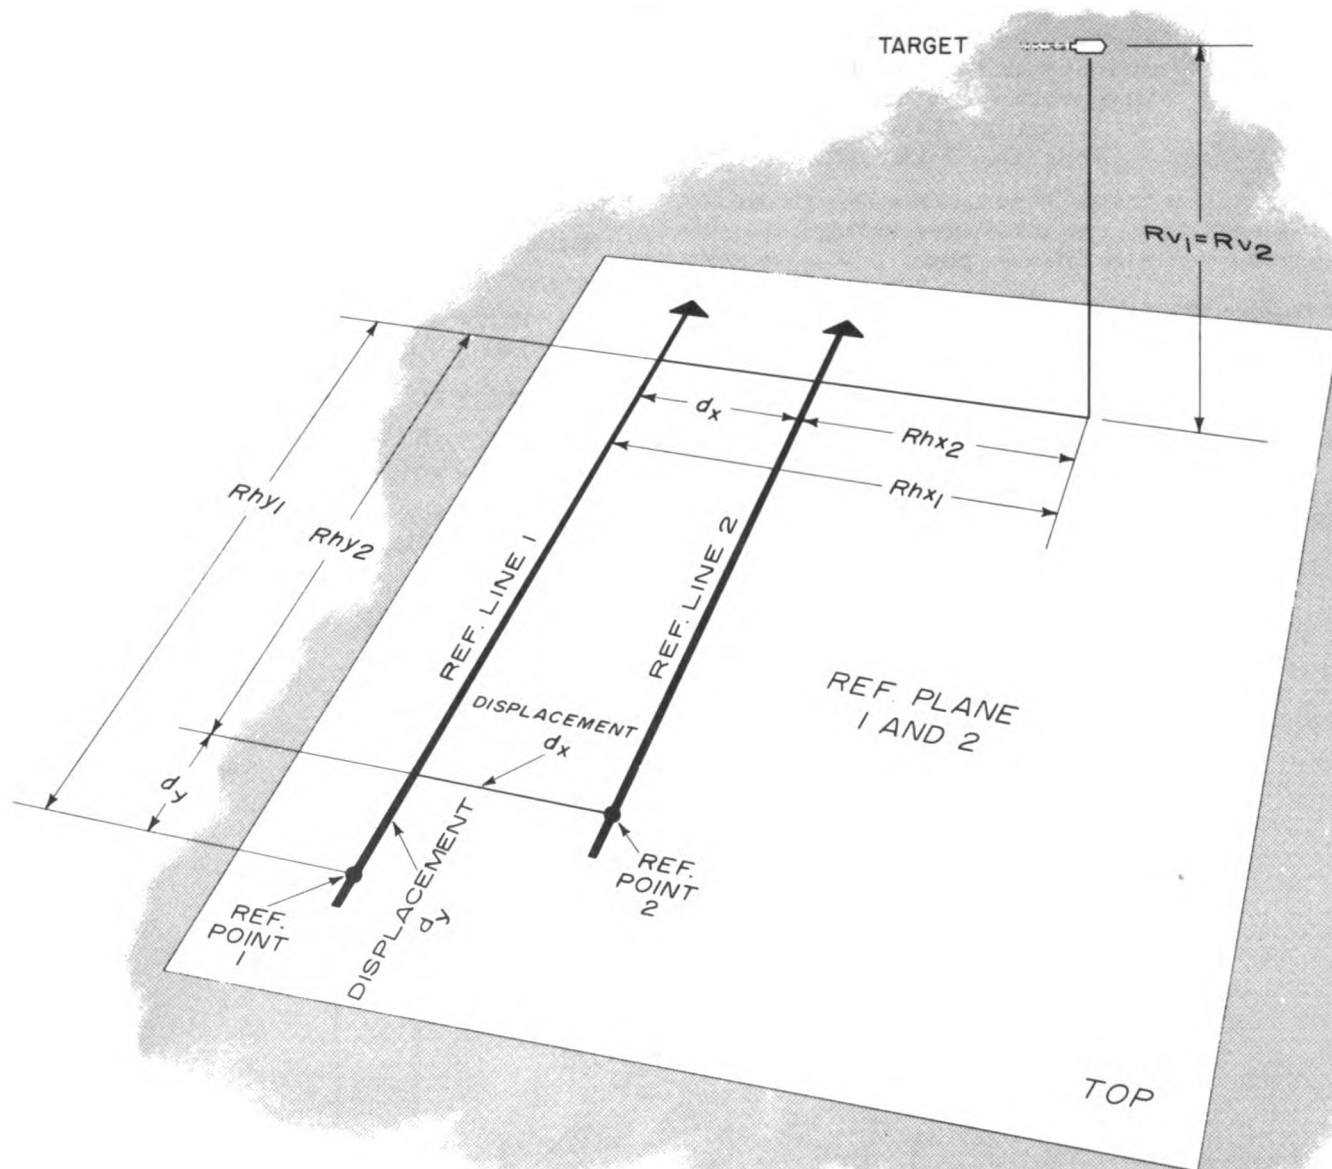 TARGET
Rv1 = Rv2
dx
Rhx2
Rhx1
Rhy1
Rhy2
REF. LINE 1
REF. LINE 2
REF. PLANE
1 AND 2
DISPLACEMENT
dx
dy
DISPLACEMENT
dy
REF.
POINT
1
REF.
POINT
2
TOP